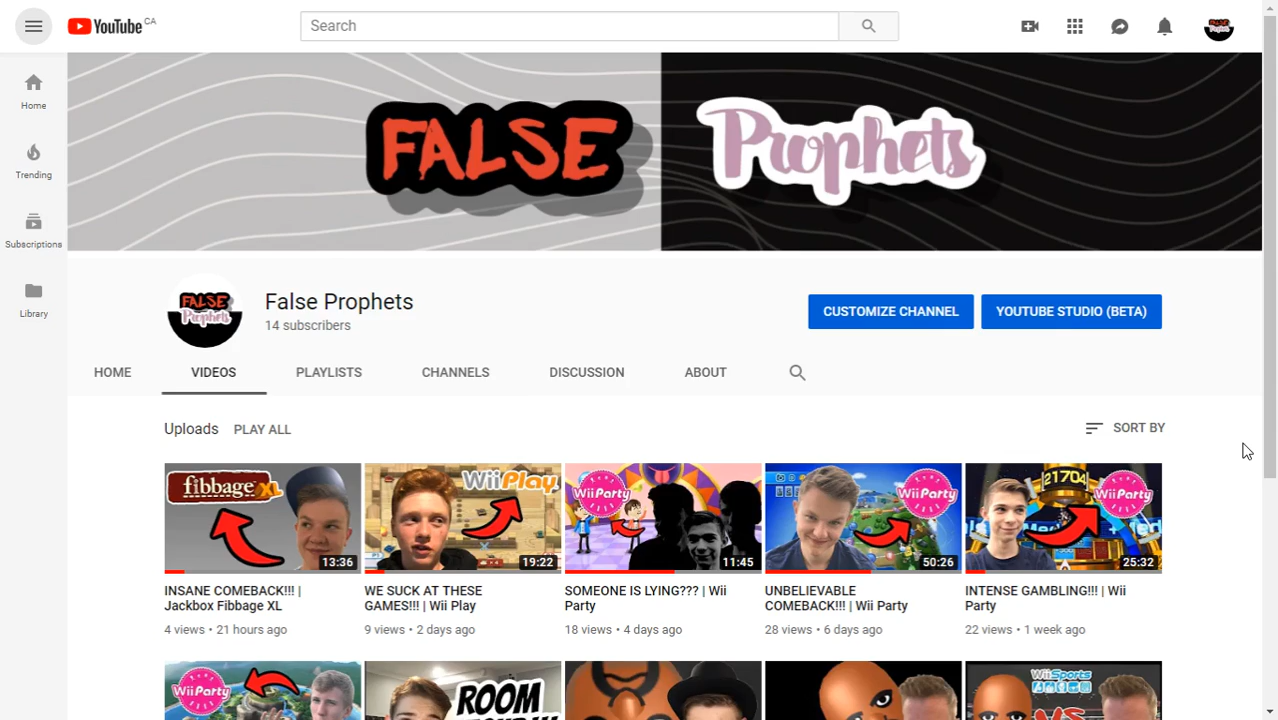 YouTube CA
Search
Home
Trending
Subscriptions
Library
FALSE Prophets
FALSE
Prophets
False Prophets
14 subscribers
CUSTOMIZE CHANNEL
YOUTUBE STUDIO (BETA)
HOME
VIDEOS
PLAYLISTS
CHANNELS
DISCUSSION
ABOUT
Uploads
PLAY ALL
SORT BY
fibbage XL
13:36
INSANE COMEBACK!!! |
Jackbox Fibbage XL
4 views • 21 hours ago
Wii Play
19:22
WE SUCK AT THESE
GAMES!!! | Wii Play
9 views • 2 days ago
Wii Party
11:45
SOMEONE IS LYING??? | Wii
Party
18 views • 4 days ago
Wii Party
50:26
UNBELIEVABLE
COMEBACK!!! | Wii Party
28 views • 6 days ago
21704
Wii Party
25:32
INTENSE GAMBLING!!! | Wii
Party
22 views • 1 week ago
Wii Party
ROOM
Wii Sports
VS